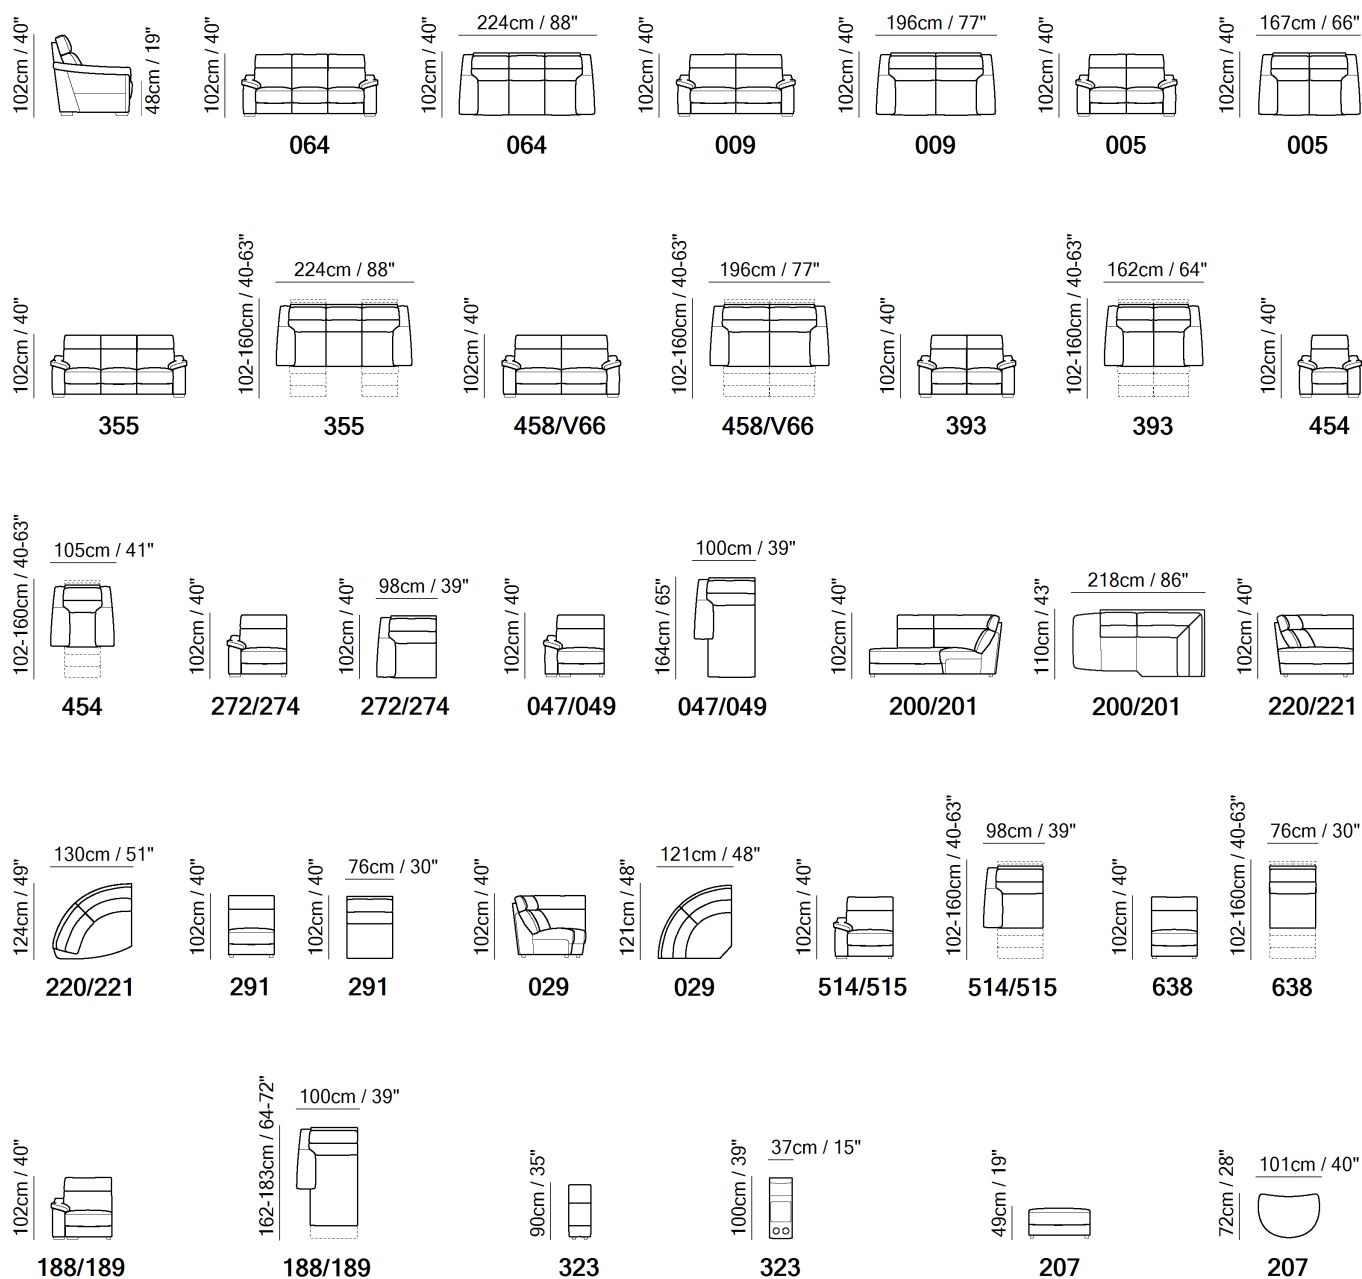 102cm / 40"
48cm / 19"
102cm / 40"
064
102cm / 40"
224cm / 88"
064
102cm / 40"
009
102cm / 40"
196cm / 77"
009
102cm / 40"
005
102cm / 40"
167cm / 66"
005
102cm / 40"
355
102-160cm / 40-63"
224cm / 88"
355
102cm / 40"
458/V66
102-160cm / 40-63"
196cm / 77"
458/V66
102cm / 40"
393
102-160cm / 40-63"
162cm / 64"
393
102cm / 40"
454
102-160cm / 40-63"
105cm / 41"
454
102cm / 40"
272/274
102cm / 40"
98cm / 39"
272/274
102cm / 40"
047/049
164cm / 65"
100cm / 39"
047/049
102cm / 40"
200/201
110cm / 43"
218cm / 86"
200/201
102cm / 40"
220/221
124cm / 49"
130cm / 51"
220/221
102cm / 40"
291
102cm / 40"
76cm / 30"
291
102cm / 40"
029
121cm / 48"
121cm / 48"
029
102cm / 40"
514/515
102-160cm / 40-63"
98cm / 39"
514/515
102cm / 40"
638
102-160cm / 40-63"
76cm / 30"
638
102cm / 40"
188/189
162-183cm / 64-72"
100cm / 39"
188/189
90cm / 35"
323
100cm / 39"
37cm / 15"
323
49cm / 19"
207
72cm / 28"
101cm / 40"
207